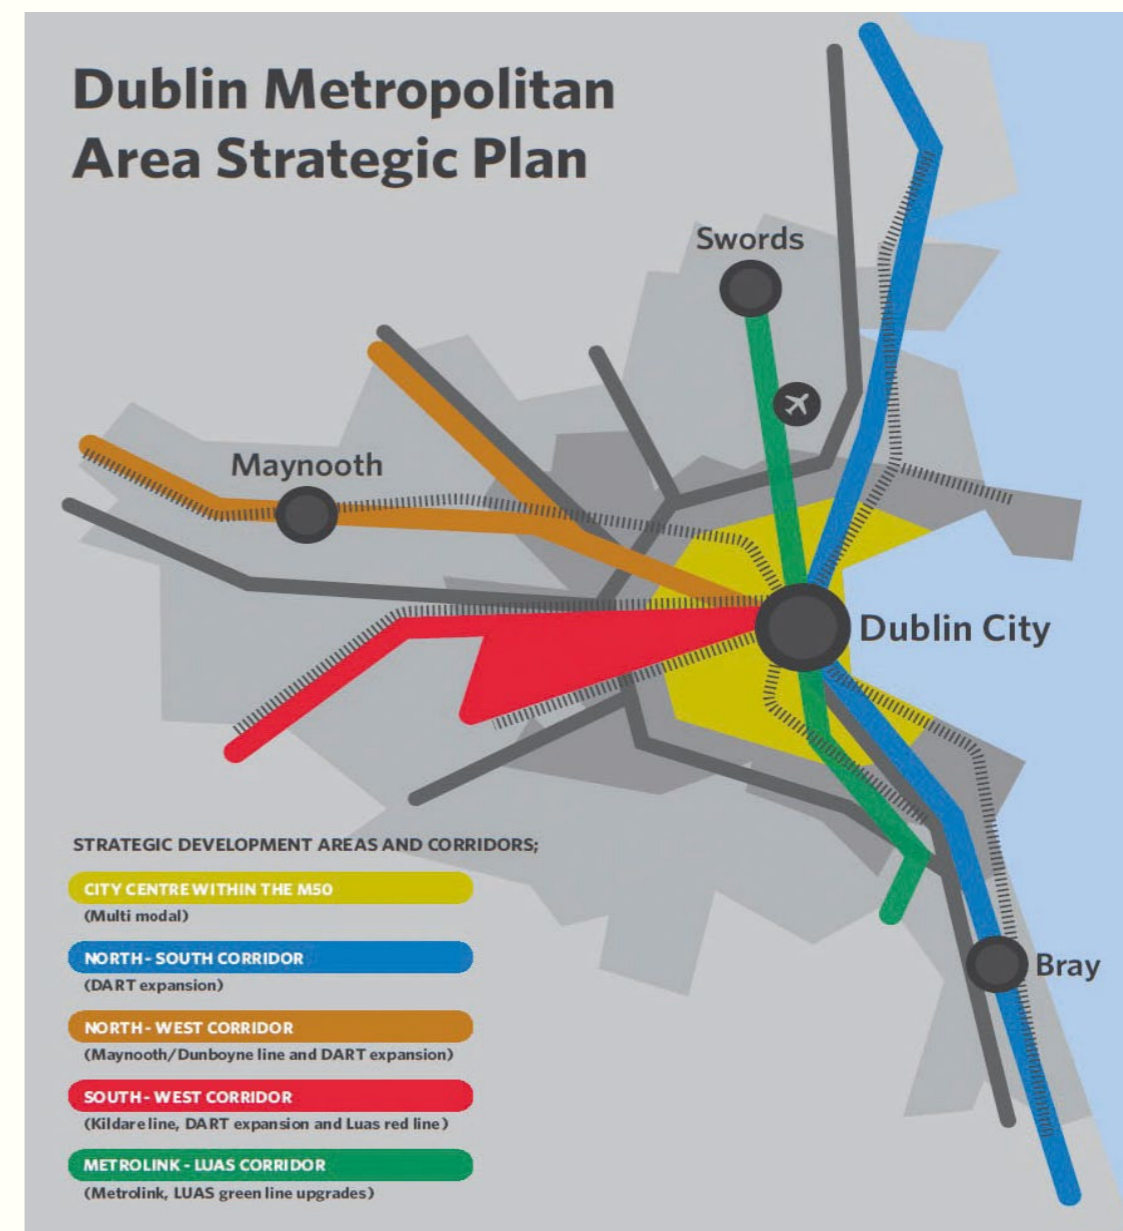 Dublin Metropolitan
Area Strategic Plan
Swords
Maynooth
Dublin City
Bray
STRATEGIC DEVELOPMENT AREAS AND CORRIDORS;
CITY CENTRE WITHIN THE M50
(Multi modal)
NORTH - SOUTH CORRIDOR
(DART expansion)
NORTH - WEST CORRIDOR
(Maynooth/Dunboyne line and DART expansion)
SOUTH - WEST CORRIDOR
(Kildare line, DART expansion and Luas red line)
METROLINK - LUAS CORRIDOR
(Metrolink, LUAS green line upgrades)